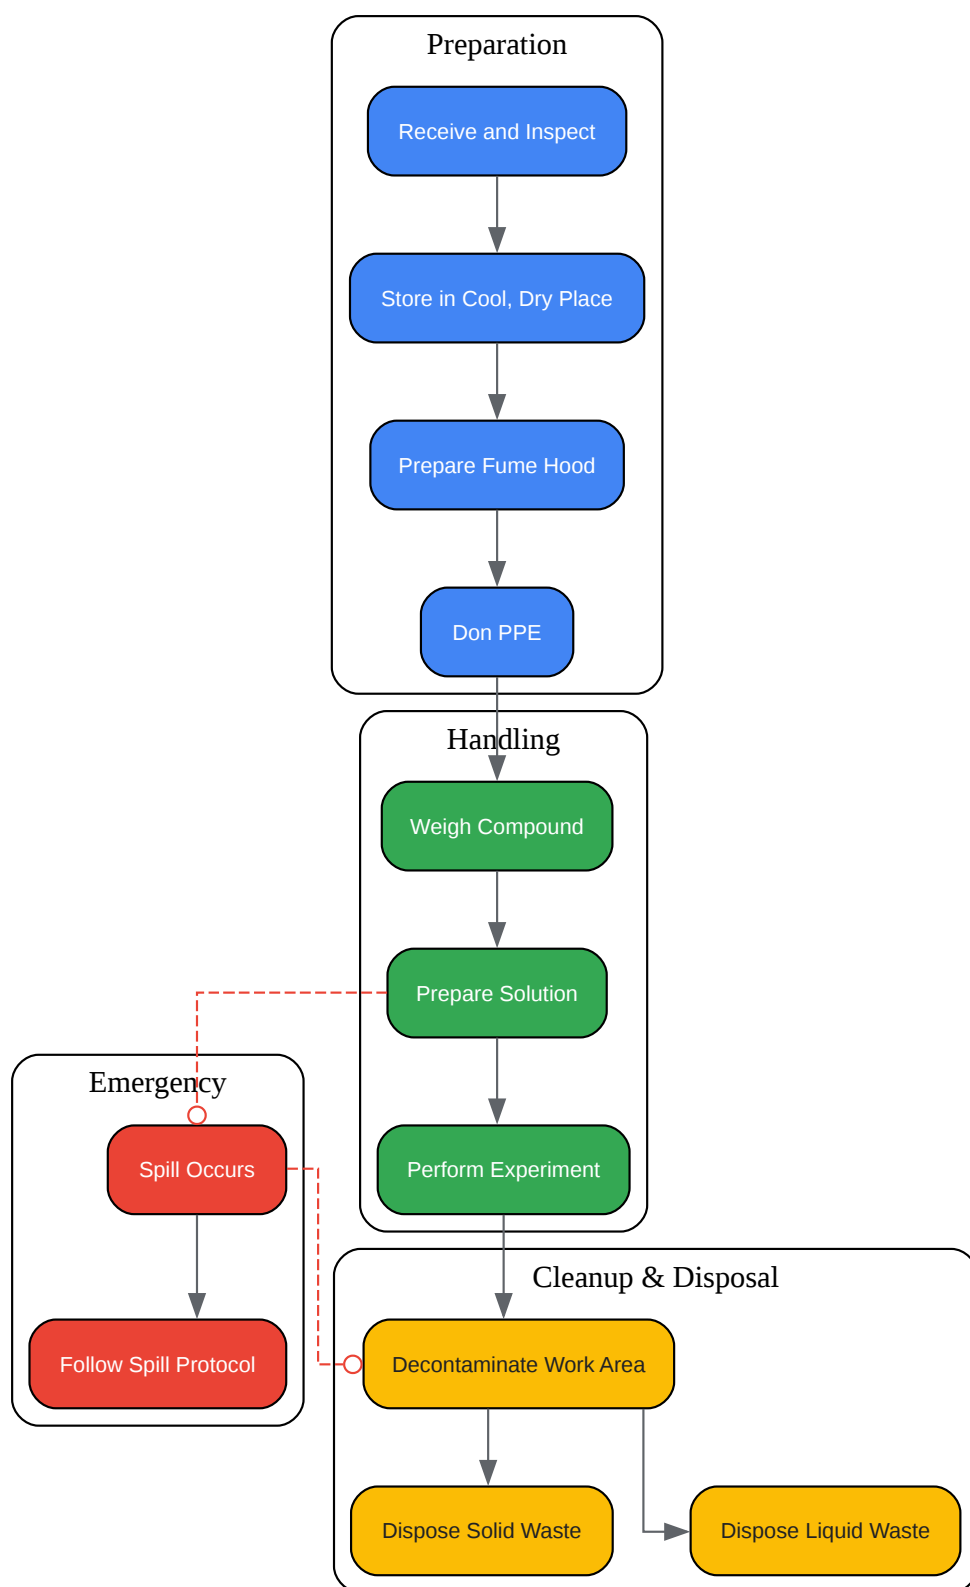 Preparation
Receive and Inspect
Store in Cool, Dry Place
Prepare Fume Hood
Don PPE
Handling
Weigh Compound
Prepare Solution
Perform Experiment
Emergency
Spill Occurs
Follow Spill Protocol
Cleanup & Disposal
Decontaminate Work Area
Dispose Solid Waste
Dispose Liquid Waste